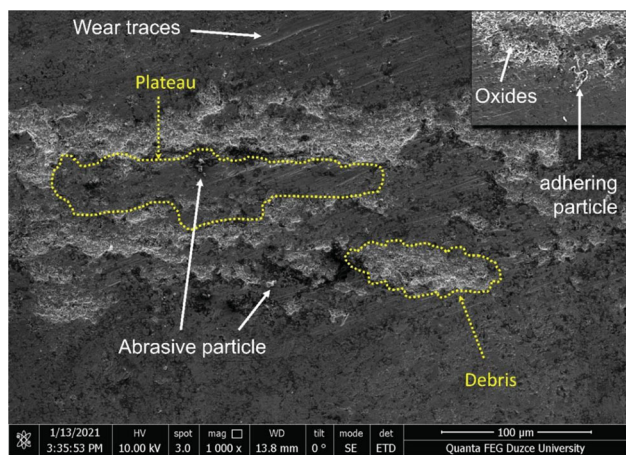 Wear traces
Plateau
Oxides
adhering
particle
Abrasive particle
Debris
1/13/2021
3:35:53 PM
HV
10.00 kV
spot
3.0
mag
1 000 x
WD
13.8 mm
tilt
0 °
mode
SE
det
ETD
100 µm
Quanta FEG Duzce University